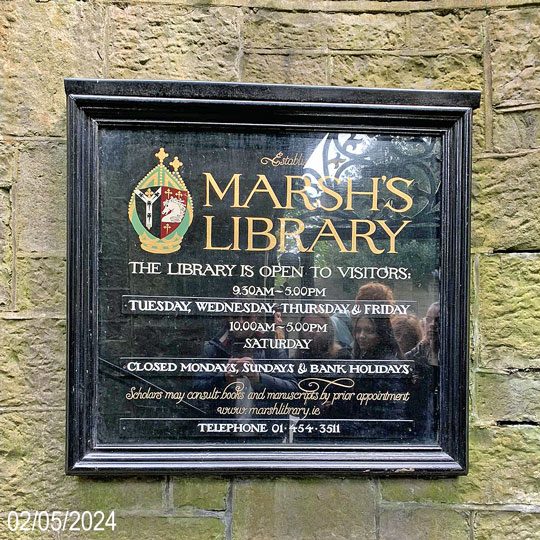 MARSH'S
LIBRARY
THE LIBRARY IS OPEN TO VISITORS:
9.30AM–5.00PM
TUESDAY, WEDNESDAY, THURSDAY & FRIDAY
10.00AM–5.00PM
SATURDAY
CLOSED MONDAYS, SUNDAYS & BANK HOLIDAYS
Scholars may consult books and manuscripts by prior appointment
www.marshlibrary.ie
TELEPHONE 01·454·3511
02/05/2024